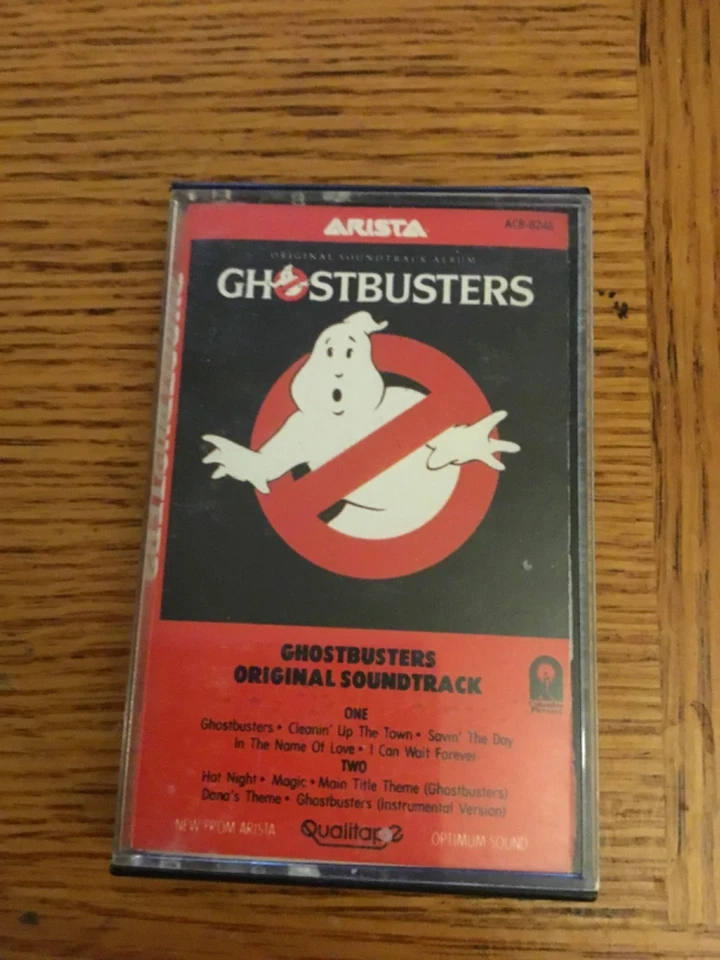 ARISTA
ACB-8246
ORIGINAL SOUNDTRACK ALBUM
GHOSTBUSTERS
GHOSTBUSTERS
ORIGINAL SOUNDTRACK
Columbia
Pictures
ONE
Ghostbusters • Cleanin' Up The Town • Savin' The Day
In The Name Of Love • I Can Wait Forever
TWO
Hot Night • Magic • Main Title Theme (Ghostbusters)
Dana's Theme • Ghostbusters (Instrumental Version)
NEW FROM ARISTA
Qualitape
OPTIMUM SOUND